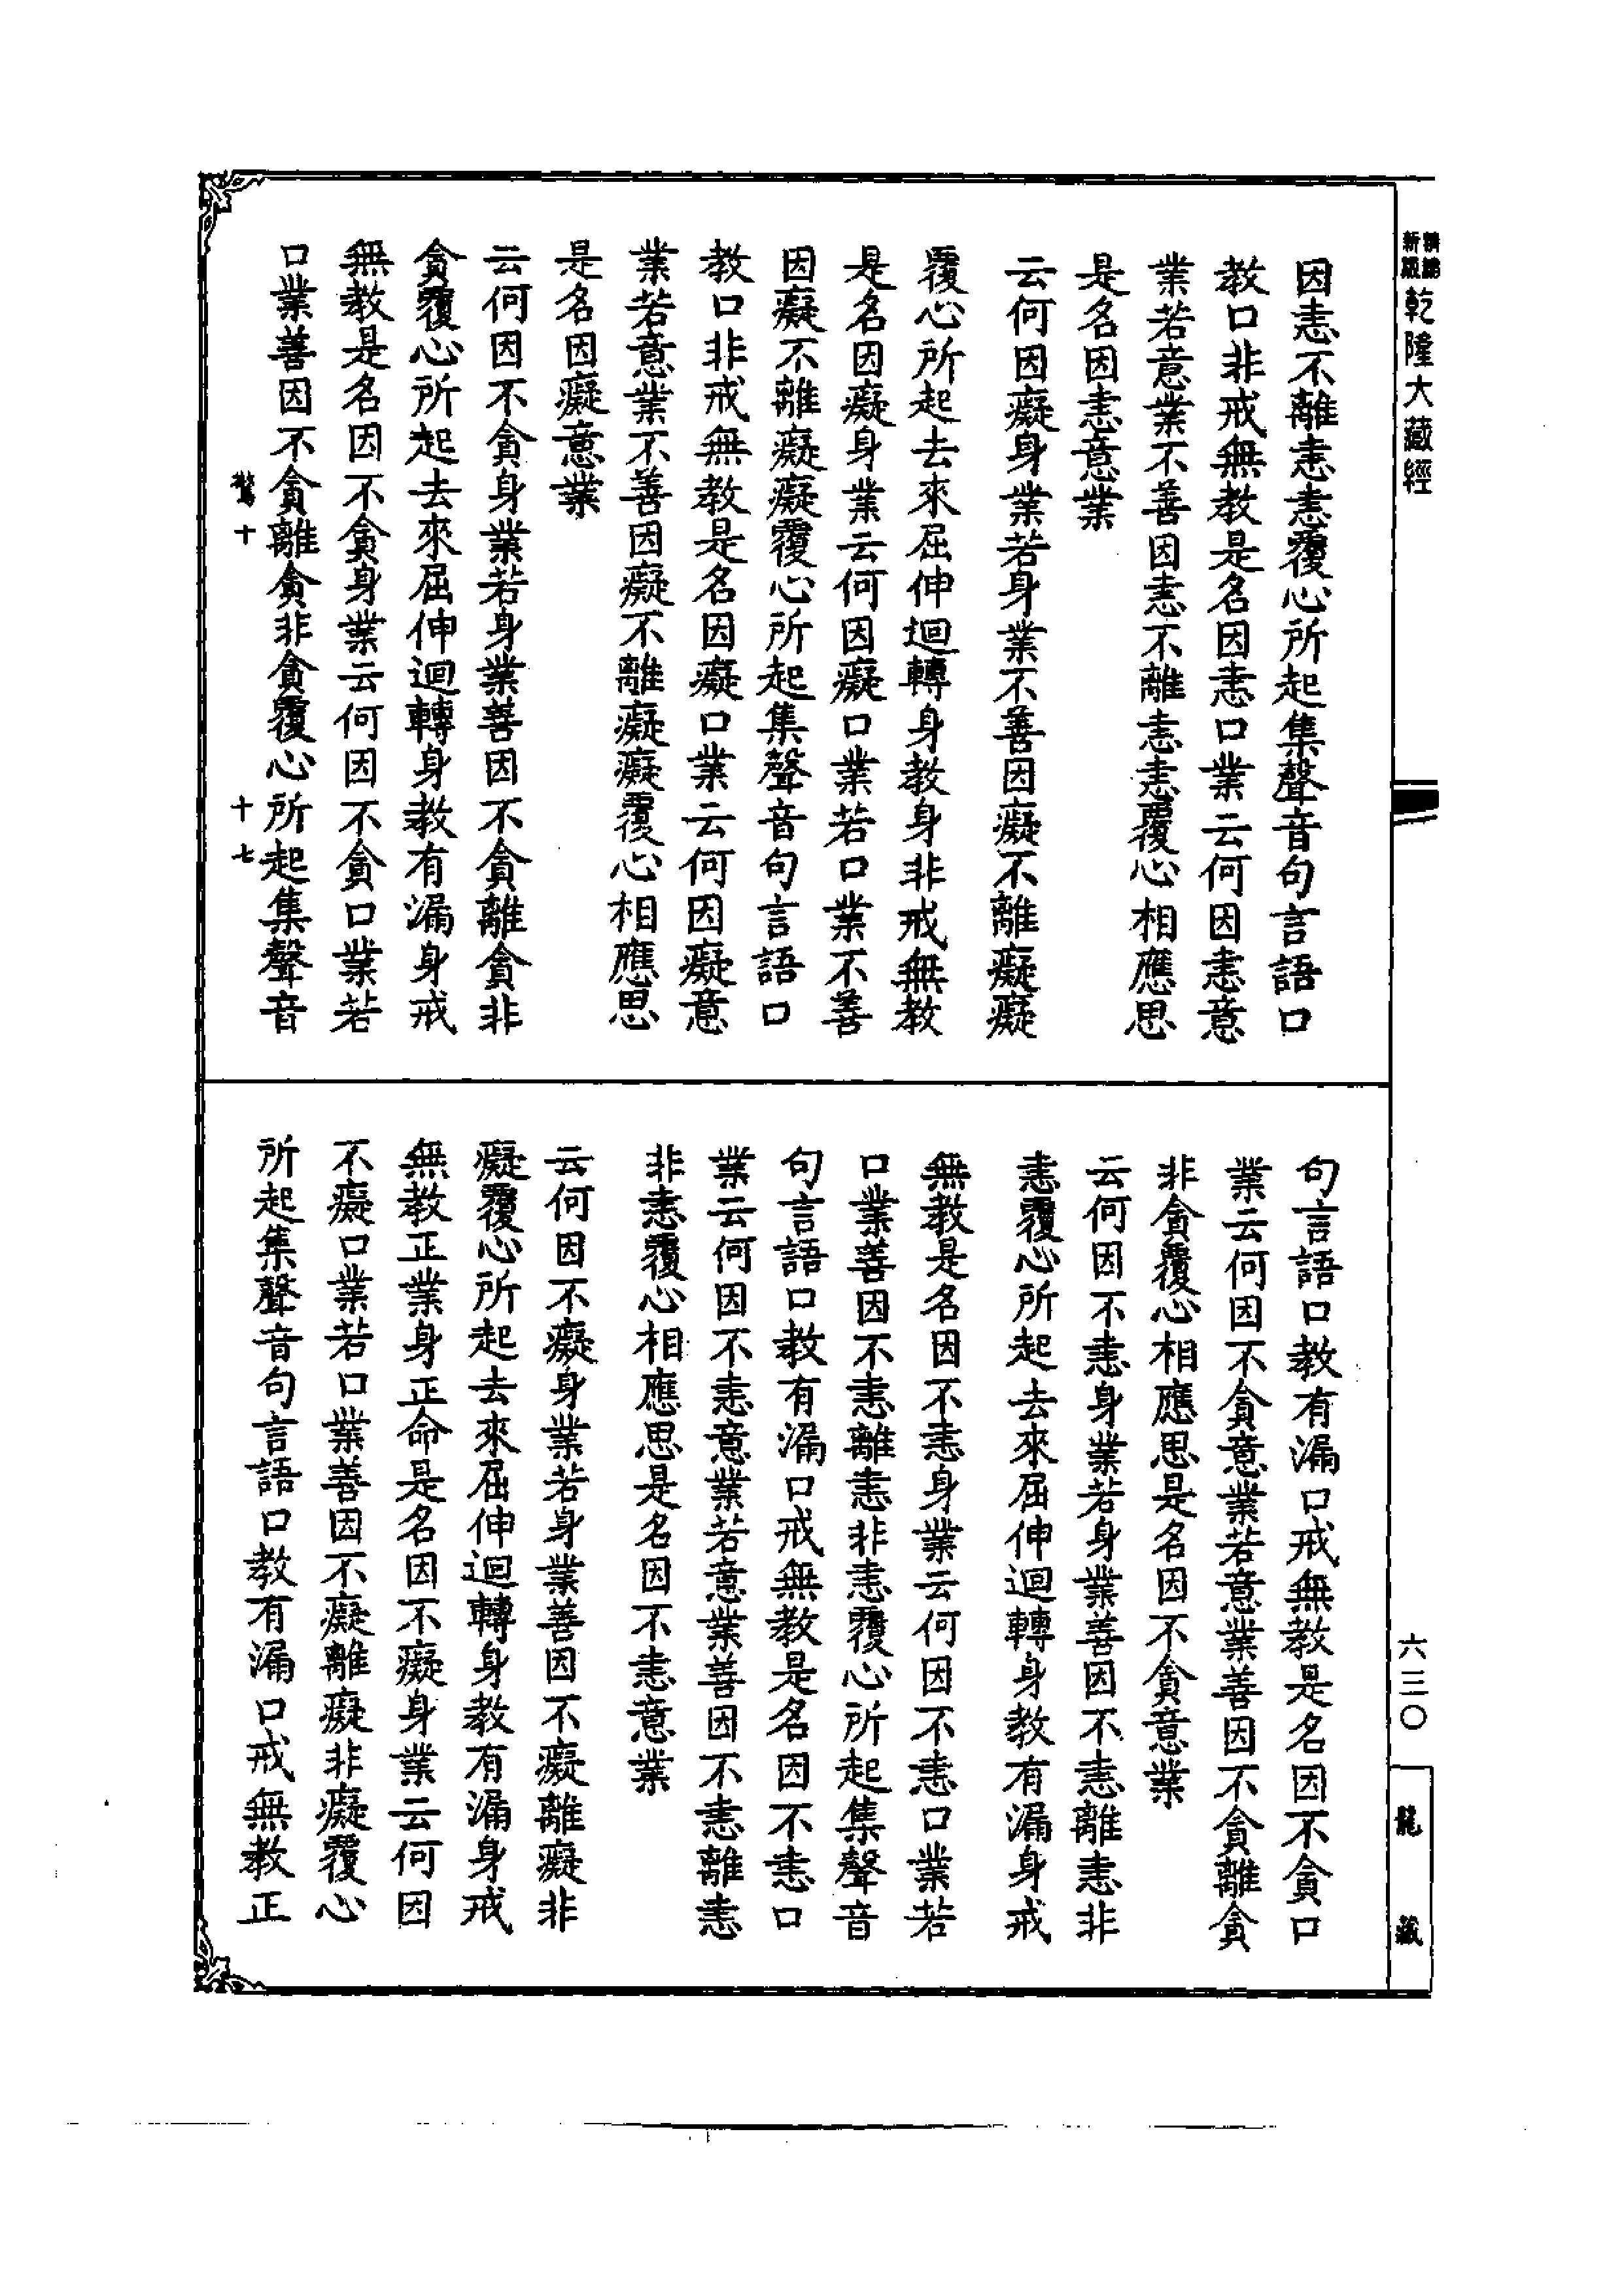 乾隆大藏經
因恚不離恚恚覆心所起集聲音句言語口
教口非戒無教是名因恚口業云何因恚意
業若意業不善因恚不離恚恚覆心相應思
是名因恚意業
云何因癡身業若身業不善因癡不離癡癡
覆心所起去來屈伸迴轉身教身非戒無教
是名因癡身業云何因癡口業若口業不善
因癡不離癡癡覆心所起集聲音句言語口
教口非戒無教是名因癡口業云何因癡意
業若意業不善因癡不離癡癡覆心相應思
是名因癡意業
云何因不貪身業若身業善因不貪離貪非
貪覆心所起去來屈伸迴轉身教有漏身戒
無教是名因不貪身業云何因不貪口業若
口業善因不貪離貪非貪覆心所起集聲音
驚十 十七
句言語口教有漏口戒無教是名因不貪口
業云何因不貪意業若意業善因不貪離貪
非貪覆心相應思是名因不貪意業
云何因不恚身業若身業善因不恚離恚非
恚覆心所起去來屈伸迴轉身教有漏身戒
無教是名因不恚身業云何因不恚口業若
口業善因不恚離恚非恚覆心所起集聲音
句言語口教有漏口戒無教是名因不恚口
業云何因不恚意業若意業善因不恚離恚
非恚覆心相應思是名因不恚意業
云何因不癡身業若身業善因不癡離癡非
癡覆心所起去來屈伸迴轉身教有漏身戒
無教正業身正命是名因不癡身業云何因
不癡口業若口業善因不癡離癡非癡覆心
所起集聲音句言語口教有漏口戒無教正
六三〇
龍藏